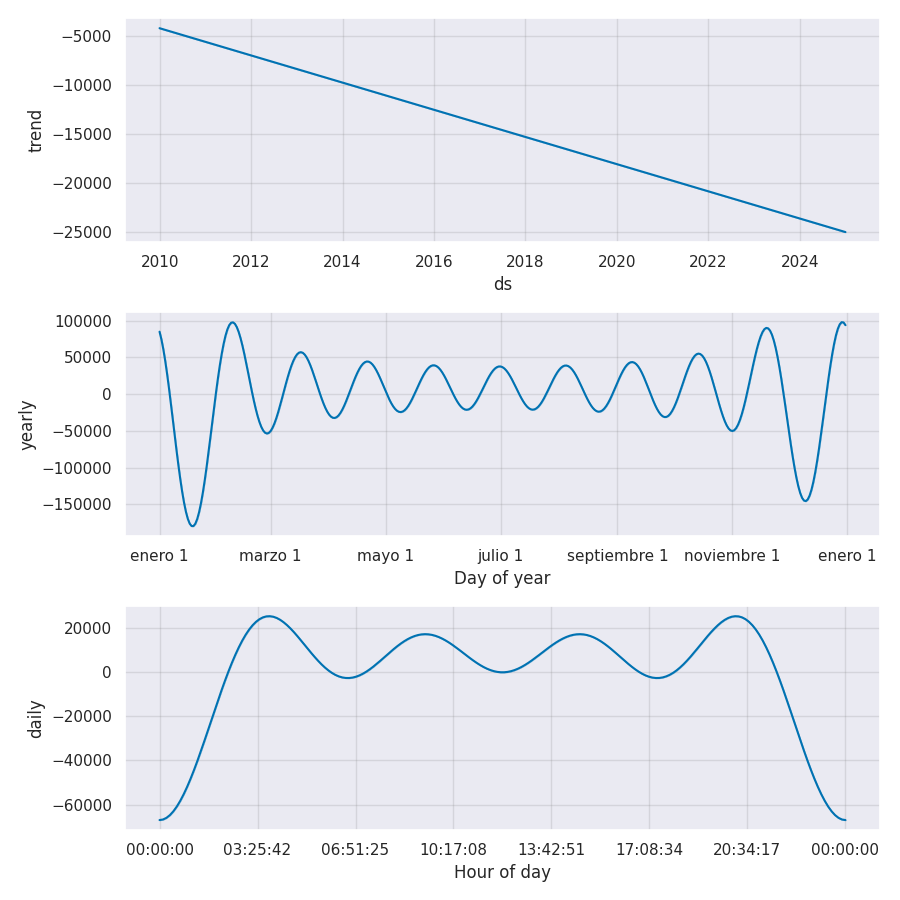 trend
−5000
−10000
−15000
−20000
−25000
2010 2012 2014 2016 2018 2020 2022 2024
ds
yearly
100000
50000
0
−50000
−100000
−150000
enero 1 marzo 1 mayo 1 julio 1 septiembre 1 noviembre 1 enero 1
Day of year
daily
20000
0
−20000
−40000
−60000
00:00:00 03:25:42 06:51:25 10:17:08 13:42:51 17:08:34 20:34:17 00:00:00
Hour of day